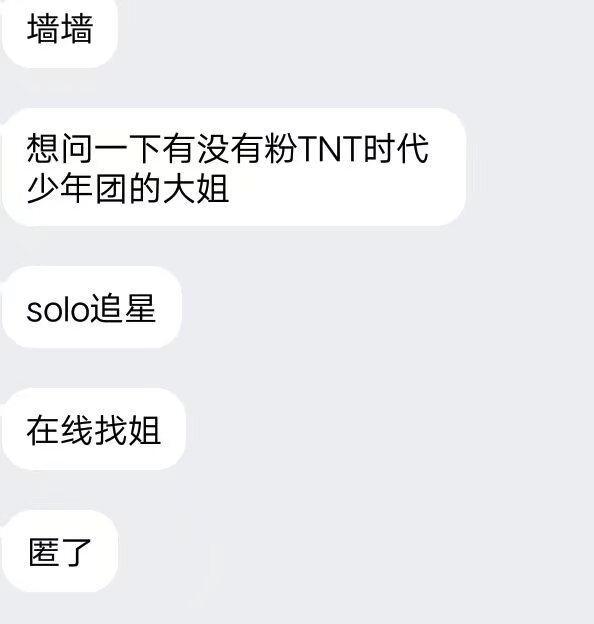 墙墙
想问一下有没有粉TNT时代
少年团的大姐
solo追星
在线找姐
匿了